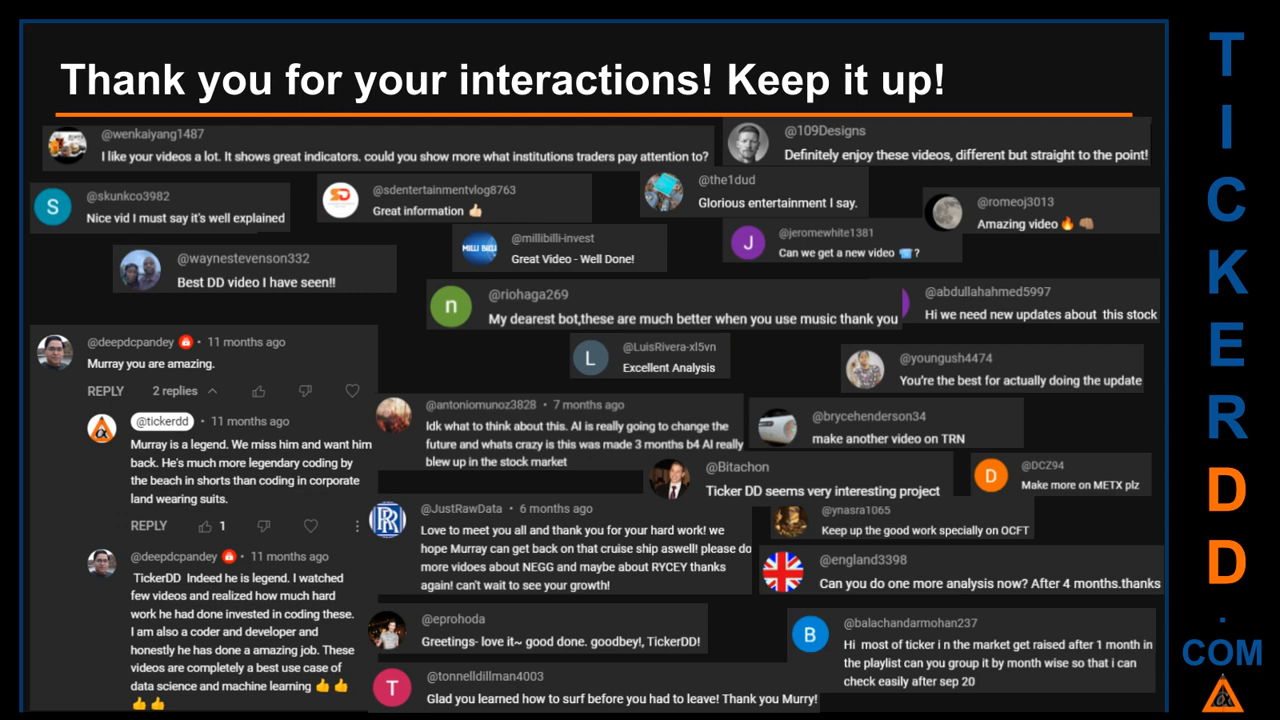 Thank you for your interactions! Keep it up!
@wenkaiyang1487
I like your videos a lot. It shows great indicators. could you show more what institutions traders pay attention to?
@109Designs
Definitely enjoy these videos, different but straight to the point!
@skunkco3982
Nice vid I must say it's well explained
@sdentertainmentvlog8763
Great information 👍🏼
@the1dud
Glorious entertainment I say.
@romeoj3013
Amazing video 🔥 👊🏽
@millibilli-invest
Great Video - Well Done!
@jeromewhite1381
Can we get a new video ?
@waynestevenson332
Best DD video I have seen!!
@riohaga269
My dearest bot,these are much better when you use music thank you
@abdullahahmed5997
Hi we need new updates about this stock
@LuisRivera-xl5vn
Excellent Analysis
@youngush4474
You're the best for actually doing the update
@deepdcpandey • 11 months ago
Murray you are amazing.
REPLY 2 replies
@tickerdd • 11 months ago
Murray is a legend. We miss him and want him
back. He's much more legendary coding by
the beach in shorts than coding in corporate
land wearing suits.
REPLY 1
@deepdcpandey • 11 months ago
TickerDD Indeed he is legend. I watched
few videos and realized how much hard
work he had done invested in coding these.
I am also a coder and developer and
honestly he has done a amazing job. These
videos are completely a best use case of
data science and machine learning 👍 👍
👍 👍
@antoniomunoz3828 • 7 months ago
Idk what to think about this. AI is really going to change the
future and whats crazy is this was made 3 months b4 AI really
blew up in the stock market
@brycehenderson34
make another video on TRN
@Bitachon
Ticker DD seems very interesting project
@DCZ94
Make more on METX plz
@JustRawData • 6 months ago
Love to meet you all and thank you for your hard work! we
hope Murray can get back on that cruise ship aswell! please do
more vidoes about NEGG and maybe about RYCEY thanks
again! can't wait to see your growth!
@ynasra1065
Keep up the good work specially on OCFT
@england3398
Can you do one more analysis now? After 4 months.thanks
@eprohoda
Greetings- love it~ good done. goodbey!, TickerDD!
@balachandarmohan237
Hi most of ticker i n the market get raised after 1 month in
the playlist can you group it by month wise so that i can
check easily after sep 20
@tonnelldillman4003
Glad you learned how to surf before you had to leave! Thank you Murry!
S
n
J
L
D
B
T
MILLI BILLI
TICKERDD
.
COM